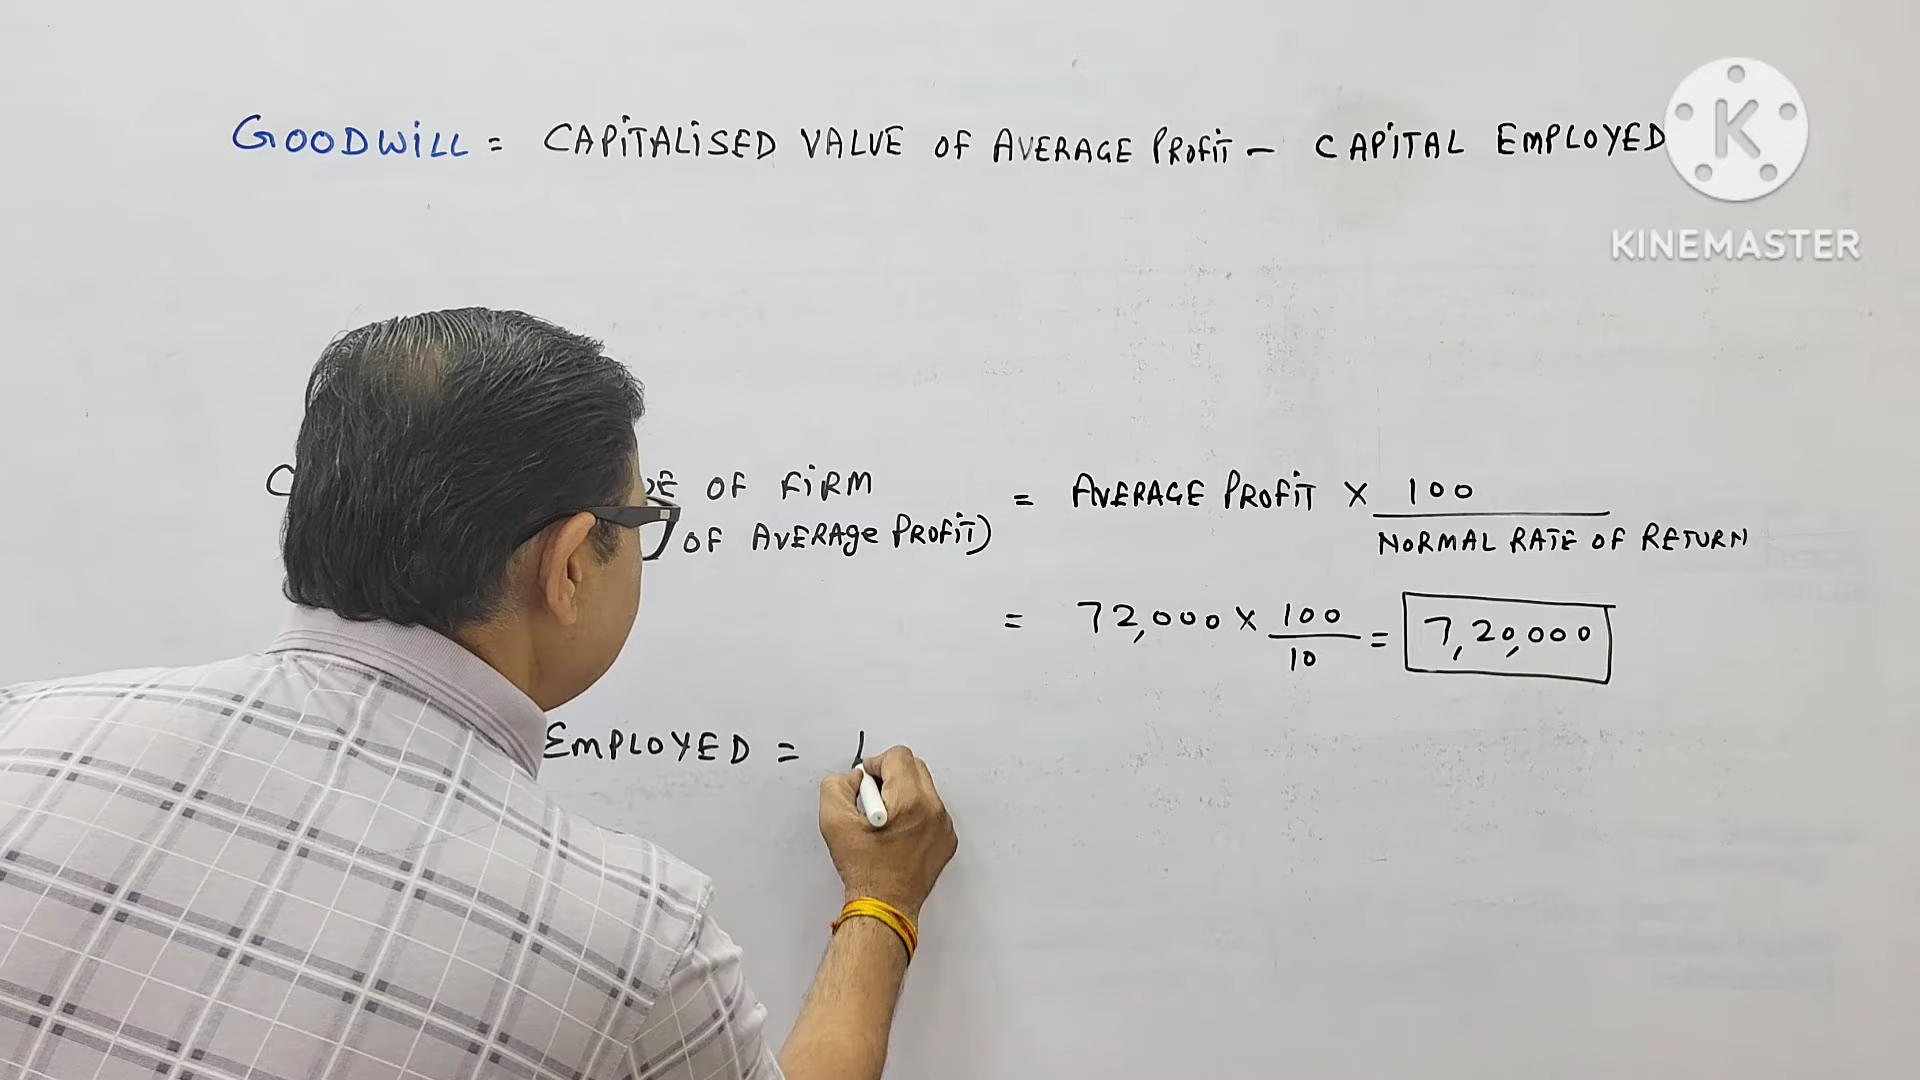 GOODWiLL = CAPiTALiSED VALUE OF AVERAGE PROFiT - CAPiTAL EMPLOYED
K
KINEMASTER
OF FiRM = AVERAGE PROFiT X 100
OF AVERAge PROFiT) NORMAL RATE OF RETURN
= 72,000 X 100
10 = 7,20,000
EMPLOYED =